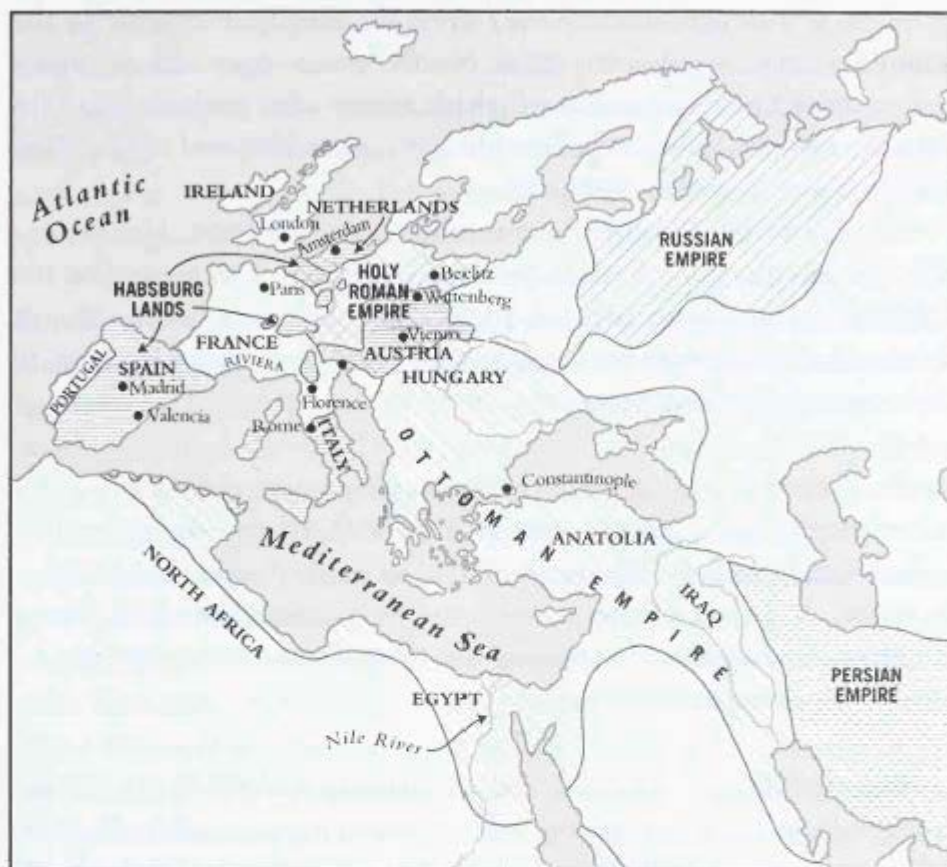 Atlantic
Ocean
IRELAND
London
NETHERLANDS
Amsterdam
HABSBURG
LANDS
Paris
HOLY
ROMAN
EMPIRE
Beelitz
Wittenberg
Vienna
RUSSIAN
EMPIRE
FRANCE
RIVIERA
AUSTRIA
HUNGARY
PORTUGAL
SPAIN
Madrid
Valencia
Florence
Rome
ITALY
OTTOMAN EMPIRE
Constantinople
ANATOLIA
Mediterranean Sea
NORTH AFRICA
IRAQ
EGYPT
Nile River
PERSIAN
EMPIRE